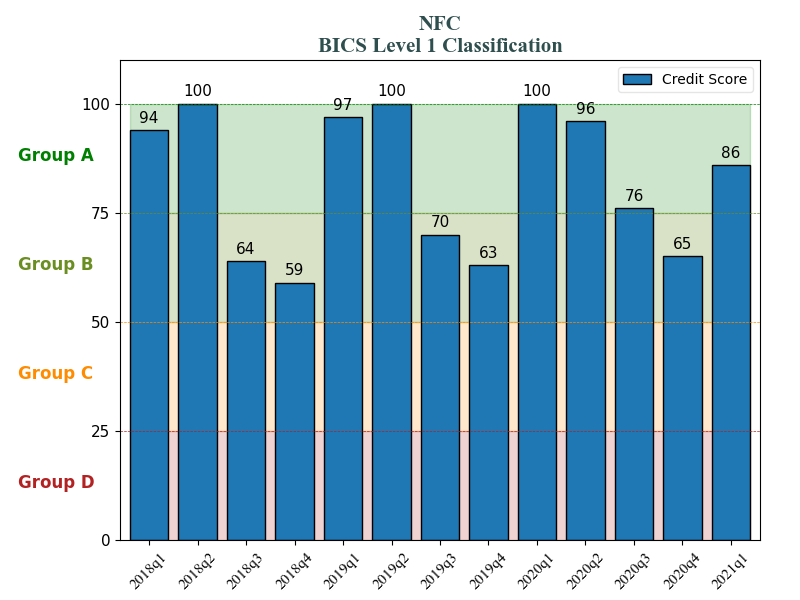 NFC
BICS Level 1 Classification
Credit Score
100
75
50
25
0
Group A
Group B
Group C
Group D
94
100
64
59
97
100
70
63
100
96
76
65
86
2018q1
2018q2
2018q3
2018q4
2019q1
2019q2
2019q3
2019q4
2020q1
2020q2
2020q3
2020q4
2021q1